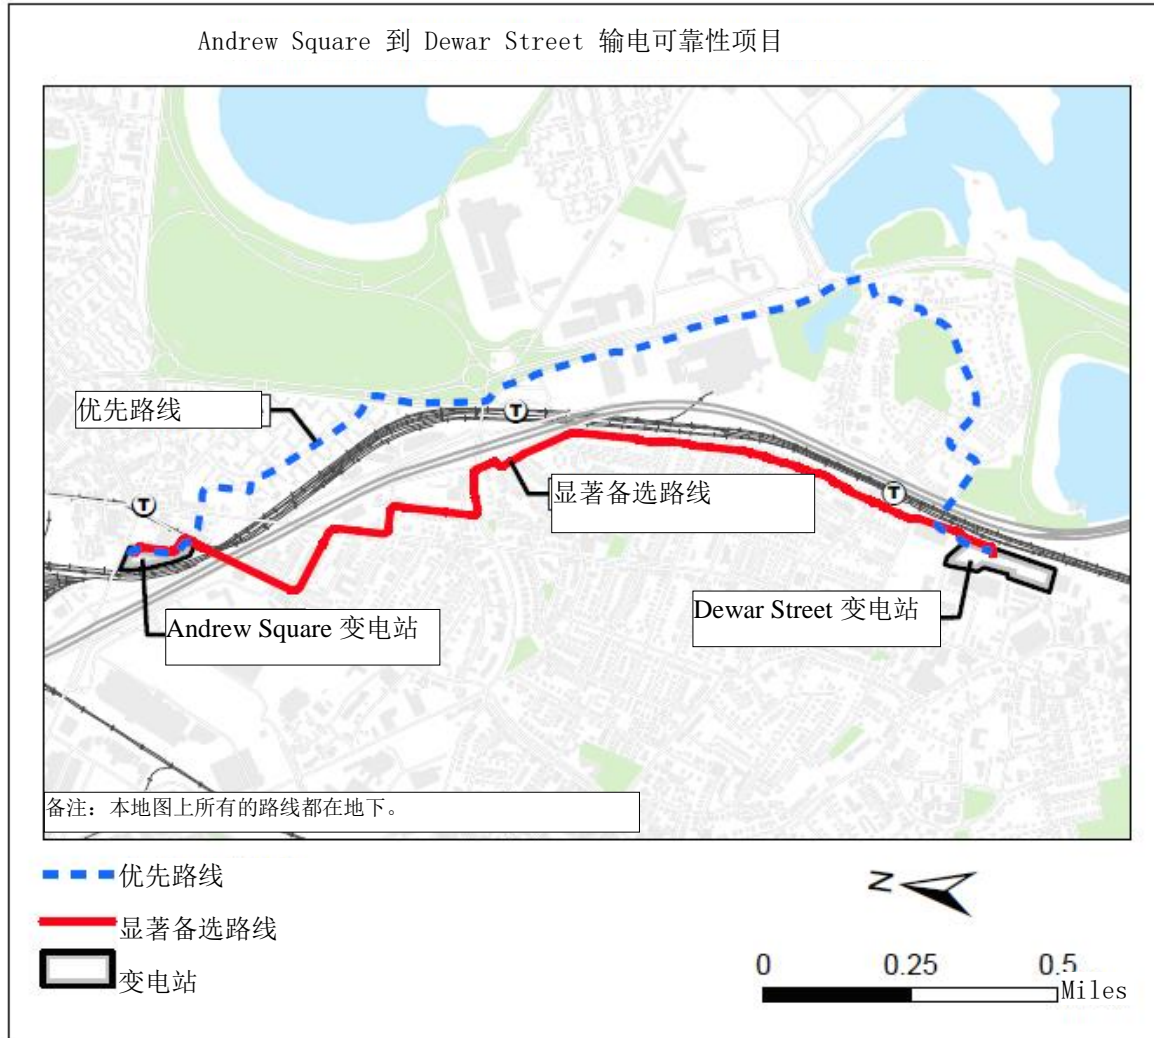 Andrew Square 到 Dewar Street 输电可靠性项目
T
优先路线
T
显著备选路线
T
Andrew Square 变电站
Dewar Street 变电站
备注：本地图上所有的路线都在地下。
优先路线
显著备选路线
变电站
N
0 0.25 0.5
Miles